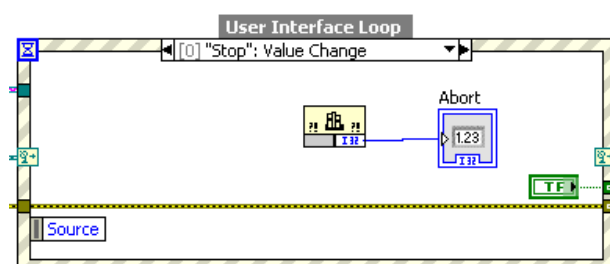 User Interface Loop
[0] "Stop": Value Change
Abort
?! ?!
I32
1.23
I32
TF
Source